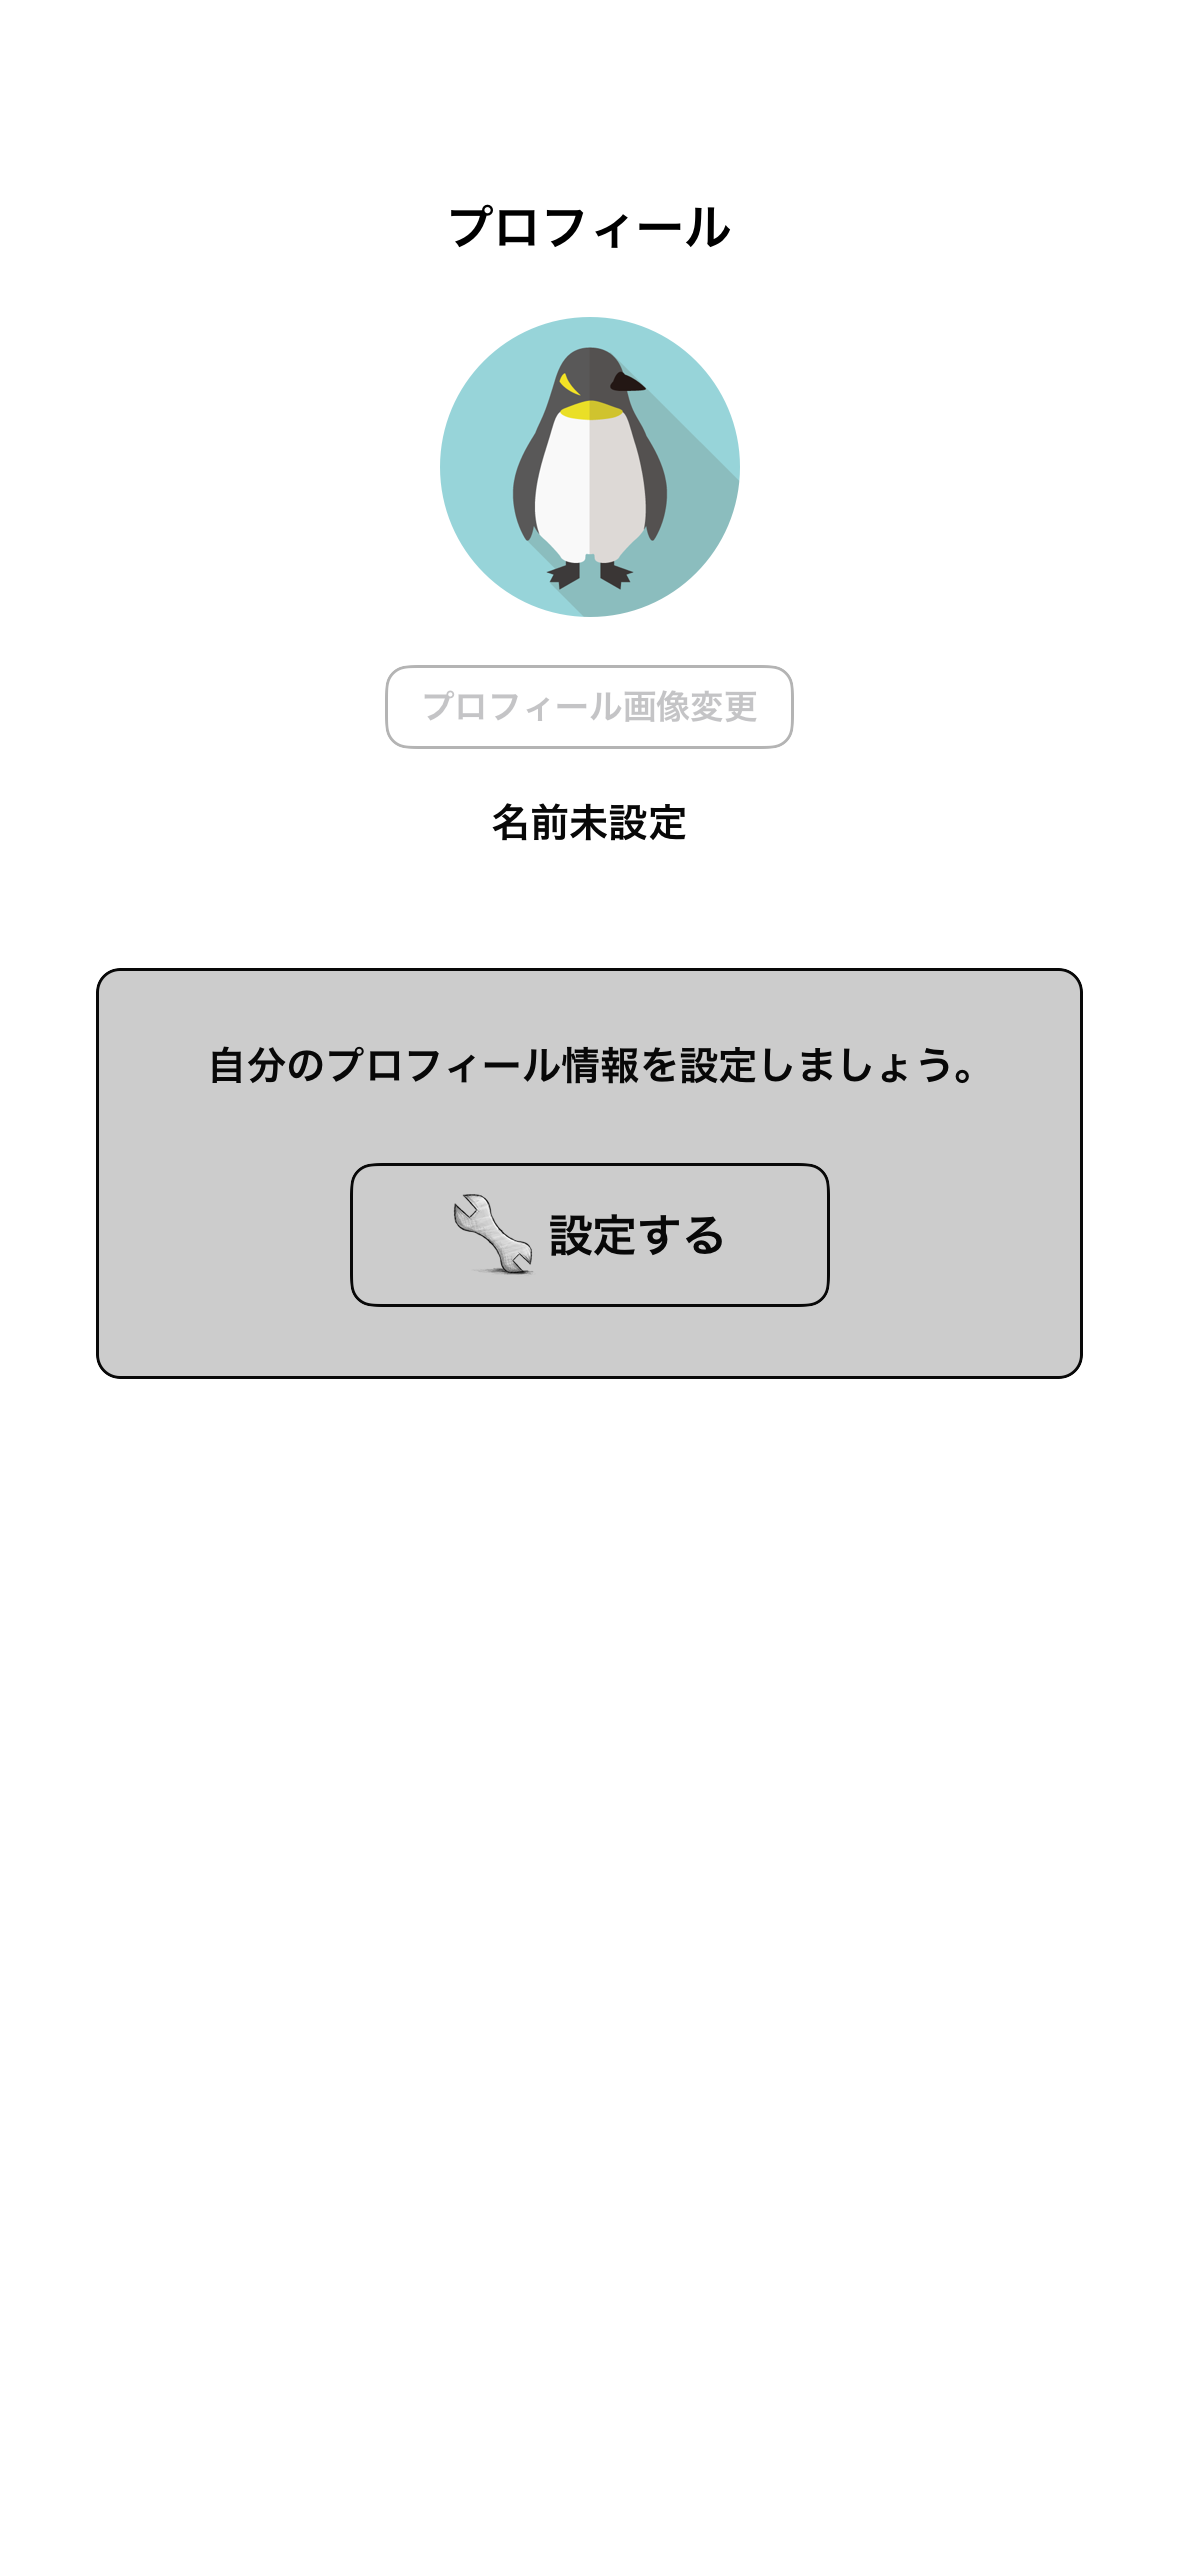 プロフィール
プロフィール画像変更
名前未設定
自分のプロフィール情報を設定しましょう。
設定する